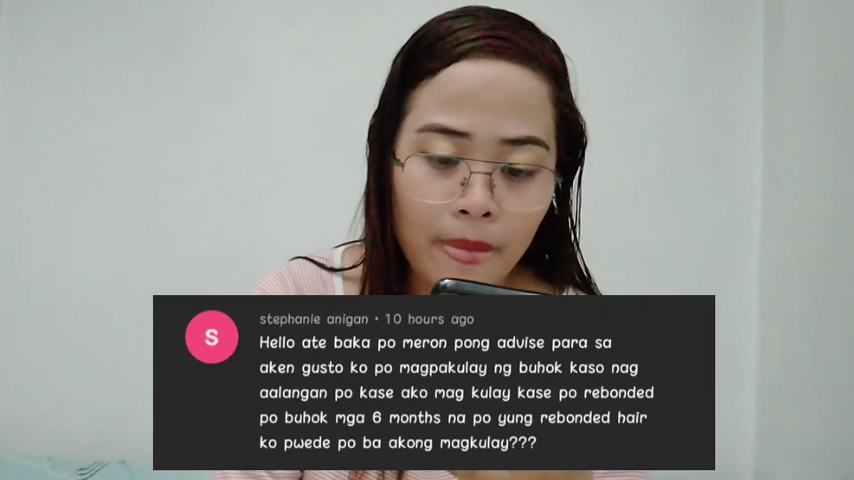 S
stephanie anigan • 10 hours ago
Hello ate baka po meron pong advise para sa
aken gusto ko po magpakulay ng buhok kaso nag
aalangan po kase ako mag kulay kase po rebonded
po buhok mga 6 months na po yung rebonded hair
ko pwede po ba akong magkulay???